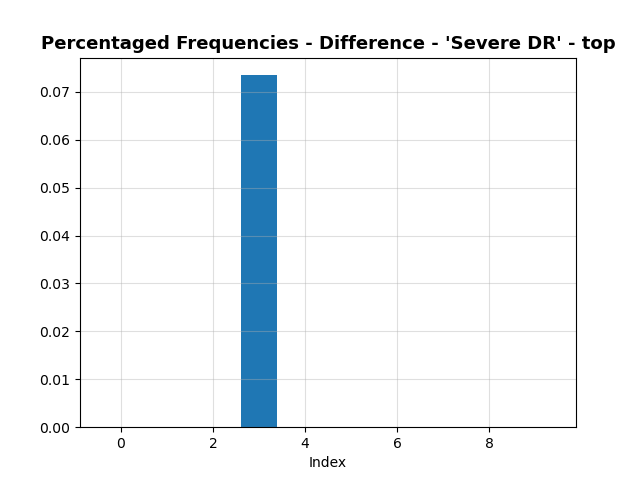 Percentaged Frequencies - Difference - 'Severe DR' - top
0.07
0.06
0.05
0.04
0.03
0.02
0.01
0.00
0 2 4 6 8
Index